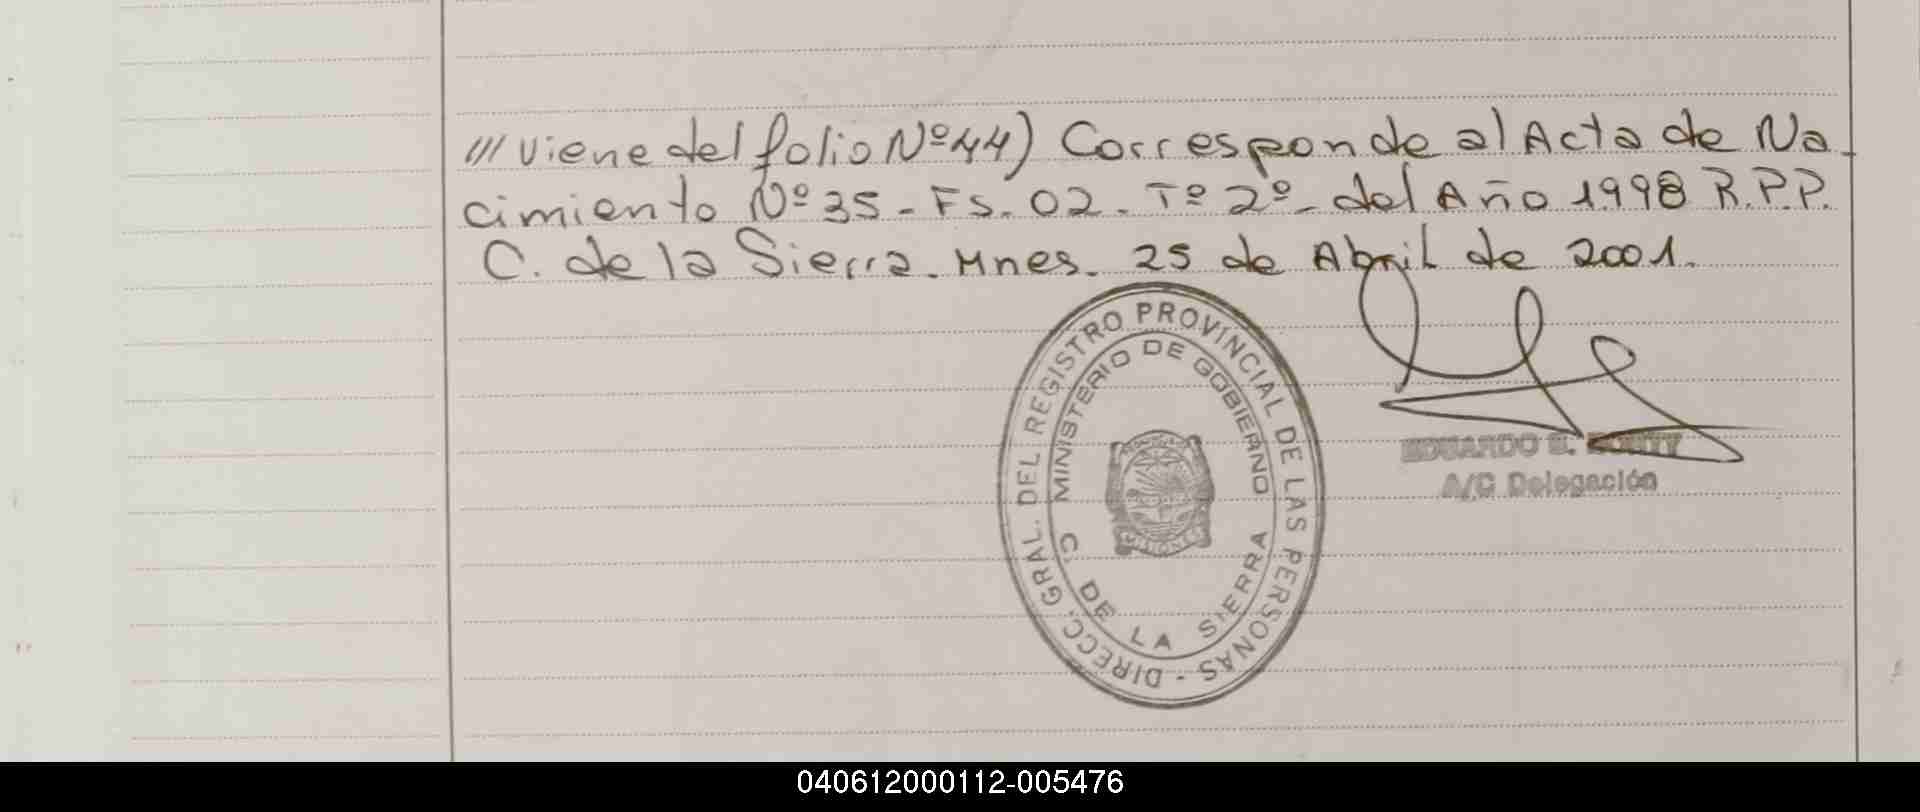 /// viene del folio Nº 44) Corresponde al Acta de Na-
cimiento Nº 35 - Fs. 02 - Tº 2º - del Año 1998 R.P.P.
C. de la Sierra. Mnes. 25 de Abril de 2001.
DIRECC. GRAL. DEL REGISTRO PROVINCIAL DE LAS PERSONAS -
MINISTERIO DE GOBIERNO
MISIONES
C. DE LA SIERRA
EDUARDO
A/C Delegación
040612000112-005476